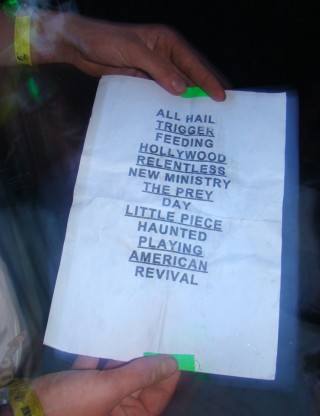 ALL HAIL
TRIGGER
FEEDING
HOLLYWOOD
RELENTLESS
NEW MINISTRY
THE PREY
DAY
LITTLE PIECE
HAUNTED
PLAYING
AMERICAN
REVIVAL